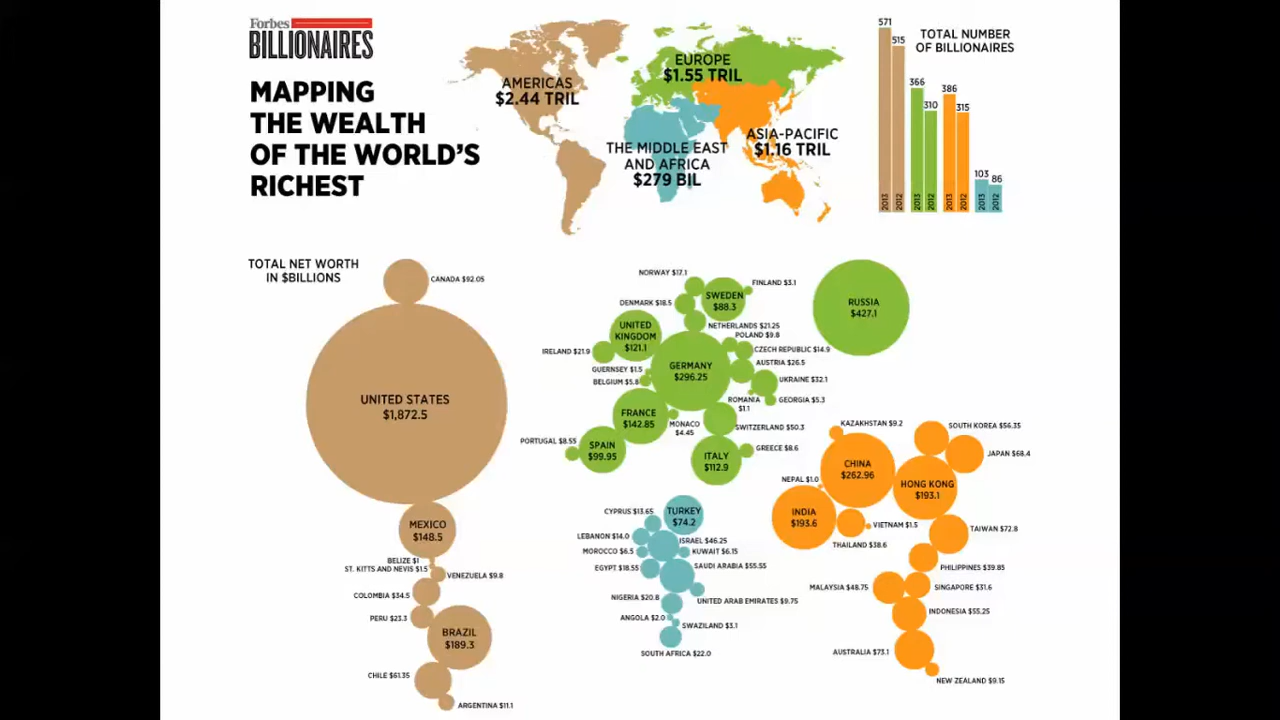 Forbes
BILLIONAIRES
MAPPING
THE WEALTH
OF THE WORLD'S
RICHEST
AMERICAS
$2.44 TRIL
EUROPE
$1.55 TRIL
THE MIDDLE EAST
AND AFRICA
$279 BIL
ASIA-PACIFIC
$1.16 TRIL
TOTAL NUMBER
OF BILLIONAIRES
571
515
366
310
386
315
103
86
2013
2012
2013
2012
2013
2012
2013
2012
TOTAL NET WORTH
IN $BILLIONS
CANADA $92.05
UNITED STATES
$1,872.5
MEXICO
$148.5
BELIZE $1
ST. KITTS AND NEVIS $1.5
VENEZUELA $9.8
COLOMBIA $34.5
PERU $23.3
BRAZIL
$189.3
CHILE $61.35
ARGENTINA $11.1
NORWAY $17.1
FINLAND $3.1
SWEDEN
$88.3
DENMARK $18.5
NETHERLANDS $21.25
UNITED
KINGDOM
$121.1
POLAND $9.8
IRELAND $21.9
CZECH REPUBLIC $14.9
GERMANY
$296.25
AUSTRIA $26.5
GUERNSEY $1.5
BELGIUM $5.8
UKRAINE $32.1
ROMANIA
$1.1
GEORGIA $5.3
FRANCE
$142.85
MONACO
$4.45
SWITZERLAND $50.3
PORTUGAL $8.55
SPAIN
$99.95
ITALY
$112.9
GREECE $8.6
RUSSIA
$427.1
CYPRUS $13.65
TURKEY
$74.2
LEBANON $14.0
ISRAEL $46.25
MOROCCO $6.5
KUWAIT $6.15
EGYPT $18.55
SAUDI ARABIA $55.55
NIGERIA $20.8
UNITED ARAB EMIRATES $9.75
ANGOLA $2.0
SWAZILAND $3.1
SOUTH AFRICA $22.0
KAZAKHSTAN $9.2
SOUTH KOREA $56.35
JAPAN $68.4
CHINA
$262.96
NEPAL $1.0
HONG KONG
$193.1
INDIA
$193.6
VIETNAM $1.5
THAILAND $38.6
TAIWAN $72.8
PHILIPPINES $39.85
MALAYSIA $48.75
SINGAPORE $31.6
INDONESIA $55.25
AUSTRALIA $73.1
NEW ZEALAND $9.15